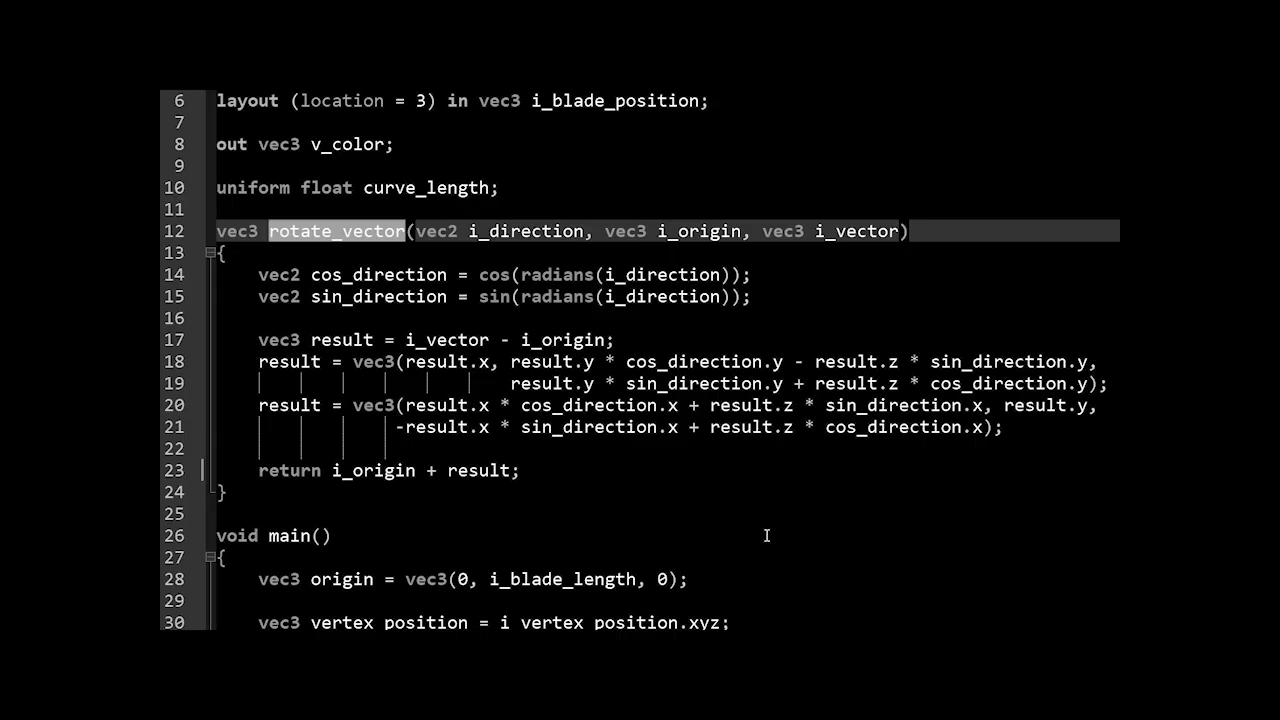 6 layout (location = 3) in vec3 i_blade_position;
7
8 out vec3 v_color;
9
10 uniform float curve_length;
11
12 vec3 rotate_vector(vec2 i_direction, vec3 i_origin, vec3 i_vector)
13 {
14 vec2 cos_direction = cos(radians(i_direction));
15 vec2 sin_direction = sin(radians(i_direction));
16
17 vec3 result = i_vector - i_origin;
18 result = vec3(result.x, result.y * cos_direction.y - result.z * sin_direction.y,
19 result.y * sin_direction.y + result.z * cos_direction.y);
20 result = vec3(result.x * cos_direction.x + result.z * sin_direction.x, result.y,
21 -result.x * sin_direction.x + result.z * cos_direction.x);
22
23 return i_origin + result;
24 }
25
26 void main()
27 {
28 vec3 origin = vec3(0, i_blade_length, 0);
29
30 vec3 vertex_position = i_vertex_position.xyz;